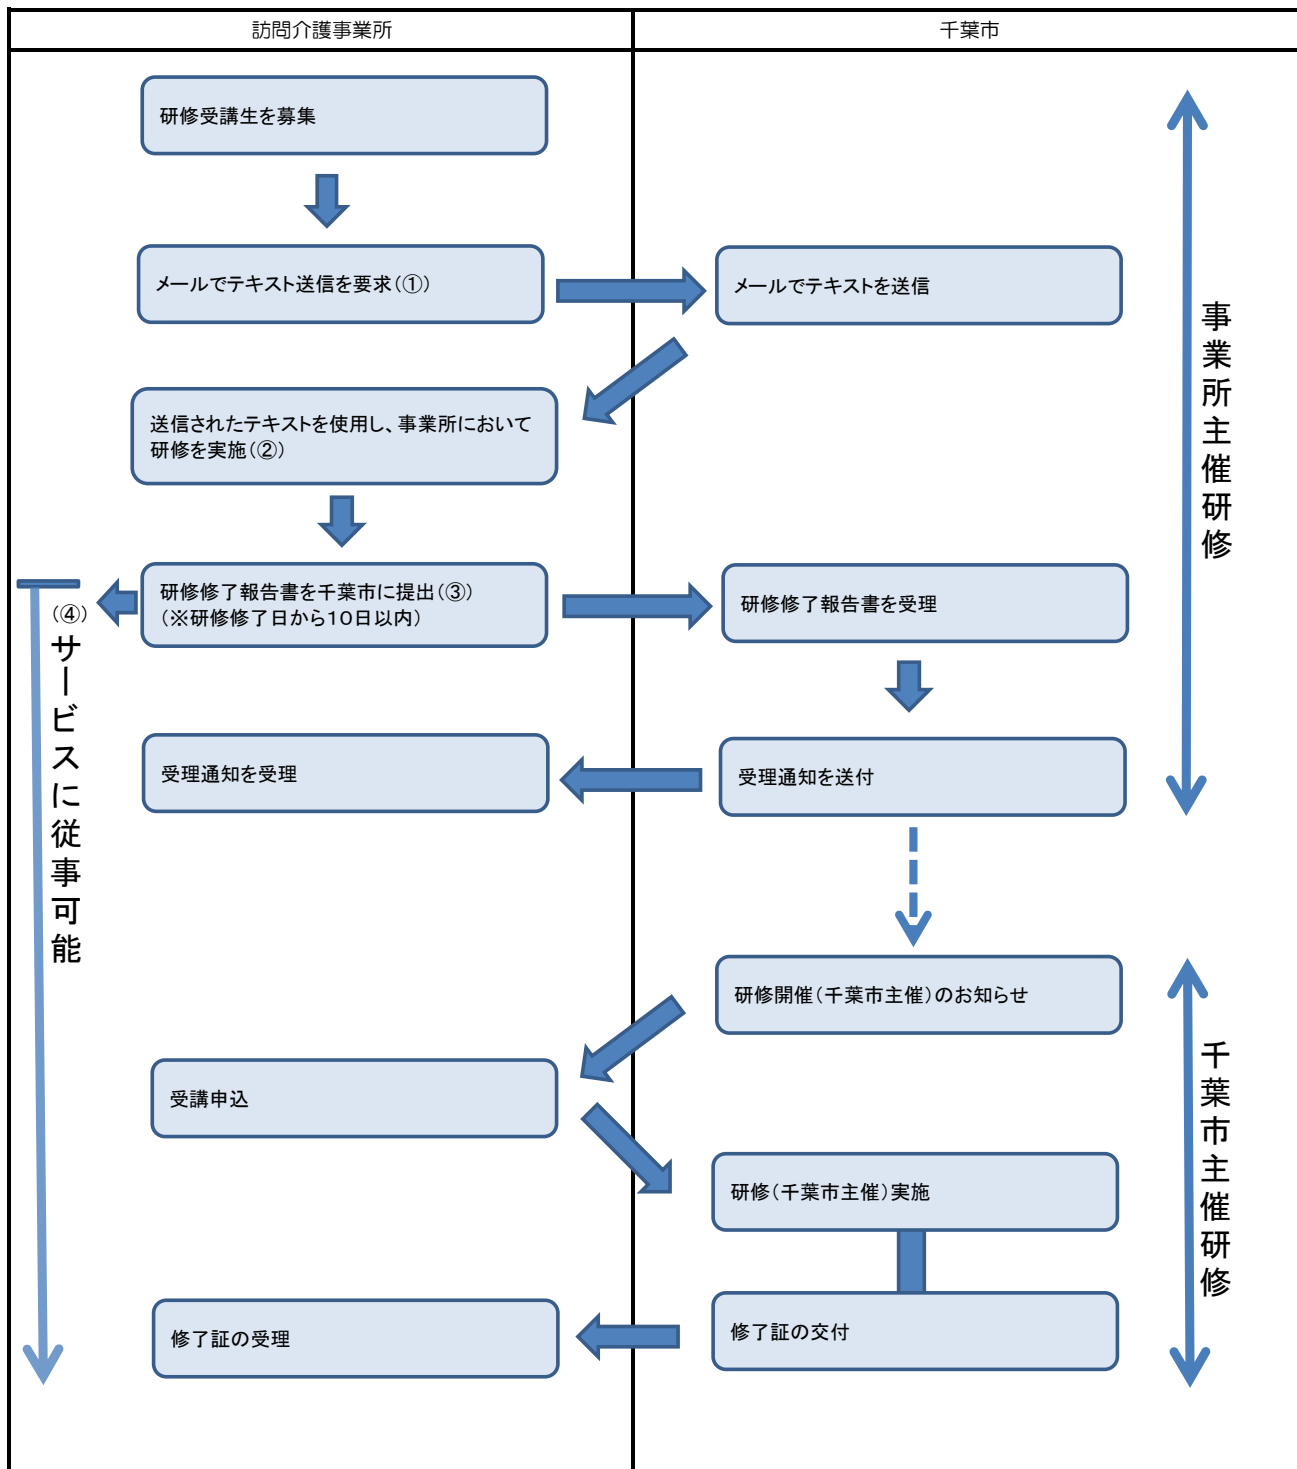 訪問介護事業所
千葉市
研修受講生を募集
メールでテキスト送信を要求(①)
メールでテキストを送信
送信されたテキストを使用し、事業所において
研修を実施(②)
研修修了報告書を千葉市に提出(③)
(※研修修了日から10日以内)
研修修了報告書を受理
(④)
サービスに従事可能
受理通知を受理
受理通知を送付
事業所主催研修
研修開催(千葉市主催)のお知らせ
受講申込
研修(千葉市主催)実施
修了証の受理
修了証の交付
千葉市主催研修